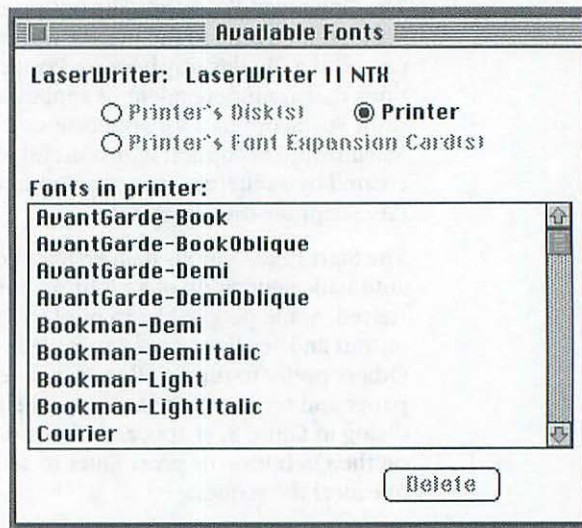 Available Fonts
LaserWriter: LaserWriter II NTX
Printer's Disk(s) Printer
Printer's Font Expansion Card(s)
Fonts in printer:
AvantGarde-Book
AvantGarde-BookOblique
AvantGarde-Demi
AvantGarde-DemiOblique
Bookman-Demi
Bookman-DemiItalic
Bookman-Light
Bookman-LightItalic
Courier
Delete